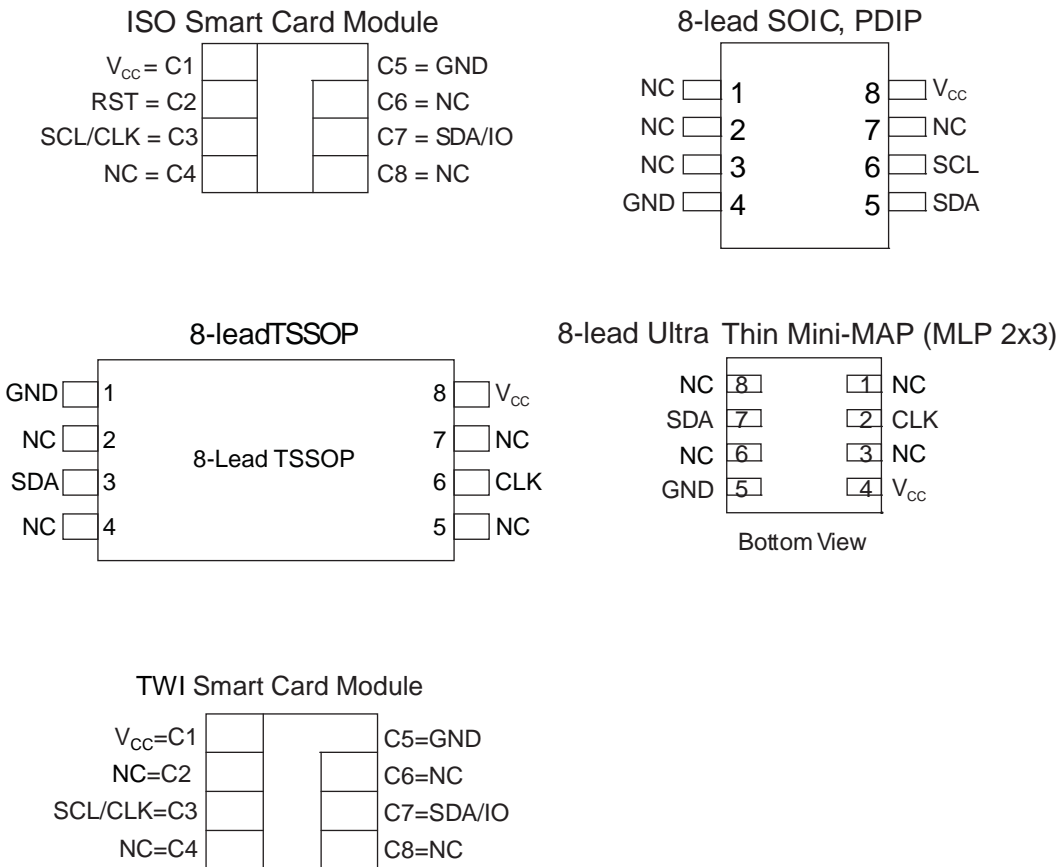 ISO Smart Card Module
VCC= C1
RST = C2
SCL/CLK = C3
NC = C4
C5 = GND
C6 = NC
C7 = SDA/IO
C8 = NC
8-lead SOIC, PDIP
NC 1
NC 2
NC 3
GND 4
8 VCC
7 NC
6 SCL
5 SDA
8-leadTSSOP
GND 1
NC 2
SDA 3
NC 4
8-Lead TSSOP
8 VCC
7 NC
6 CLK
5 NC
8-lead Ultra Thin Mini-MAP (MLP 2x3)
NC 8
SDA 7
NC 6
GND 5
1 NC
2 CLK
3 NC
4 VCC
Bottom View
TWI Smart Card Module
VCC=C1
NC=C2
SCL/CLK=C3
NC=C4
C5=GND
C6=NC
C7=SDA/IO
C8=NC